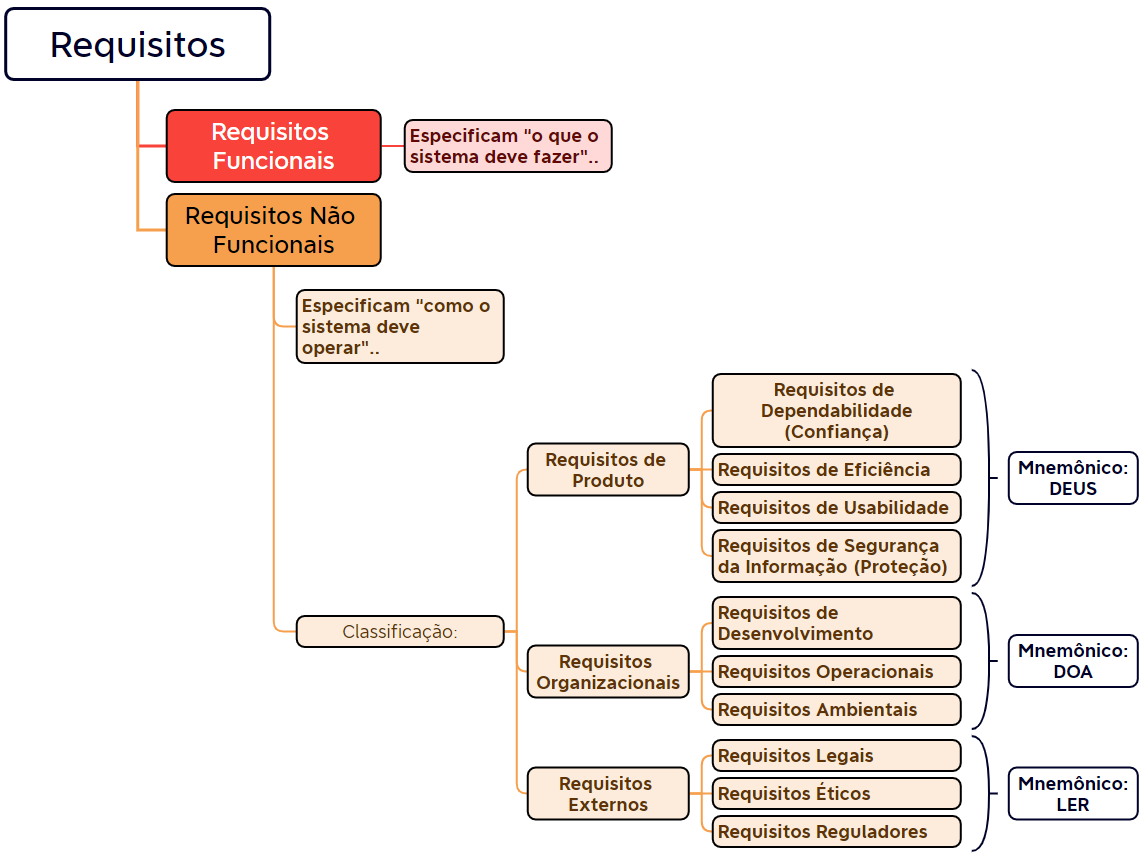 Requisitos
Requisitos
Funcionais
Especificam "o que o
sistema deve fazer"..
Requisitos Não
Funcionais
Especificam "como o
sistema deve
operar"..
Classificação:
Requisitos de
Produto
Requisitos de
Dependabilidade
(Confiança)
Requisitos de Eficiência
Requisitos de Usabilidade
Requisitos de Segurança
da Informação (Proteção)
Mnemônico:
DEUS
Requisitos
Organizacionais
Requisitos de
Desenvolvimento
Requisitos Operacionais
Requisitos Ambientais
Mnemônico:
DOA
Requisitos
Externos
Requisitos Legais
Requisitos Éticos
Requisitos Reguladores
Mnemônico:
LER